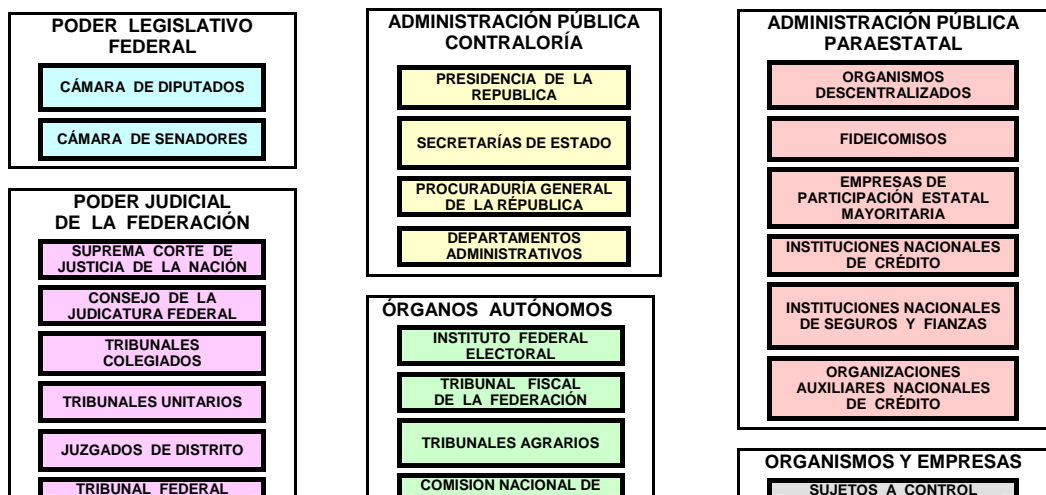 PODER LEGISLATIVO
FEDERAL
CÁMARA DE DIPUTADOS
CÁMARA DE SENADORES
PODER JUDICIAL
DE LA FEDERACIÓN
SUPREMA CORTE DE
JUSTICIA DE LA NACIÓN
CONSEJO DE LA
JUDICATURA FEDERAL
TRIBUNALES
COLEGIADOS
TRIBUNALES UNITARIOS
JUZGADOS DE DISTRITO
TRIBUNAL FEDERAL
ADMINISTRACIÓN PÚBLICA
CONTRALORÍA
PRESIDENCIA DE LA
REPUBLICA
SECRETARÍAS DE ESTADO
PROCURADURÍA GENERAL
DE LA RÉPUBLICA
DEPARTAMENTOS
ADMINISTRATIVOS
ÓRGANOS AUTÓNOMOS
INSTITUTO FEDERAL
ELECTORAL
TRIBUNAL FISCAL
DE LA FEDERACIÓN
TRIBUNALES AGRARIOS
COMISION NACIONAL DE
ADMINISTRACIÓN PÚBLICA
PARAESTATAL
ORGANISMOS
DESCENTRALIZADOS
FIDEICOMISOS
EMPRESAS DE
PARTICIPACIÓN ESTATAL
MAYORITARIA
INSTITUCIONES NACIONALES
DE CRÉDITO
INSTITUCIONES NACIONALES
DE SEGUROS Y FIANZAS
ORGANIZACIONES
AUXILIARES NACIONALES
DE CRÉDITO
ORGANISMOS Y EMPRESAS
SUJETOS A CONTROL